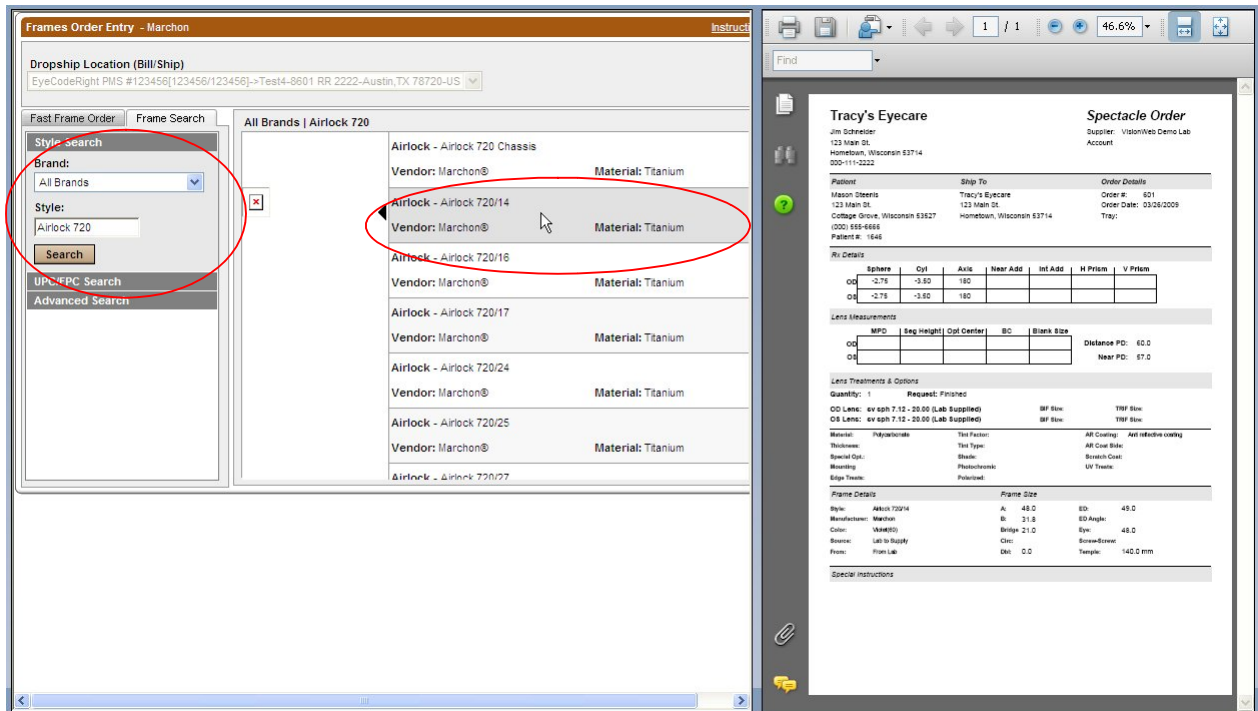 Frames Order Entry - Marchon
Instructi
Dropship Location (Bill/Ship)
EyeCodeRight PMS #123456[123456/123456]->Test4-8601 RR 2222-Austin,TX 78720-US
Fast Frame Order Frame Search
Style Search
Brand:
All Brands
Style:
Airlock 720
Search
UPC/FPC Search
Advanced Search
All Brands | Airlock 720
Airlock - Airlock 720 Chassis
Vendor: Marchon® Material: Titanium
Airlock - Airlock 720/14
Vendor: Marchon® Material: Titanium
Airlock - Airlock 720/16
Vendor: Marchon® Material: Titanium
Airlock - Airlock 720/17
Vendor: Marchon® Material: Titanium
Airlock - Airlock 720/24
Vendor: Marchon® Material: Titanium
Airlock - Airlock 720/25
Vendor: Marchon® Material: Titanium
Airlock - Airlock 720/27
1 / 1 46.6%
Find
Tracy's Eyecare Spectacle Order
Jim Schneider Supplier: VisionWeb Demo Lab
123 Main St. Account
Hometown, Wisconsin 53714
000-111-2222
Patient Ship To Order Details
Mason Steenis Tracy's Eyecare Order #: 601
123 Main St. 123 Main St. Order Date: 03/26/2009
Cottage Grove, Wisconsin 53527 Hometown, Wisconsin 53714 Tray:
(000) 555-6666
Patient #: 1646
Rx Details
Sphere Cyl Axis Near Add Int Add H Prism V Prism
OD -2.75 -3.50 180
OS -2.75 -3.50 180
Lens Measurements
MPD Seg Height Opt Center BC Blank Size
OD Distance PD: 60.0
OS Near PD: 57.0
Lens Treatments & Options
Quantity: 1 Request: Finished
OD Lens: sv sph 7.12 - 20.00 (Lab Supplied) BIF Size: TRIF Size:
OS Lens: sv sph 7.12 - 20.00 (Lab Supplied) BIF Size: TRIF Size:
Material: Polycarbonate Tint Factor: AR Coating: Anti reflective coating
Thickness: Tint Type: AR Coat Side:
Special Opt.: Shade: Scratch Coat:
Mounting Photochromic UV Treats:
Edge Treats: Polarized:
Frame Details Frame Size
Style: Airlock 720/14 A: 48.0 ED: 49.0
Manufacturer: Marchon B: 31.8 ED Angle:
Color: Violet(60) Bridge 21.0 Eye: 48.0
Source: Lab to Supply Circ: Screw-Screw:
From: From Lab Dbl: 0.0 Temple: 140.0 mm
Special Instructions